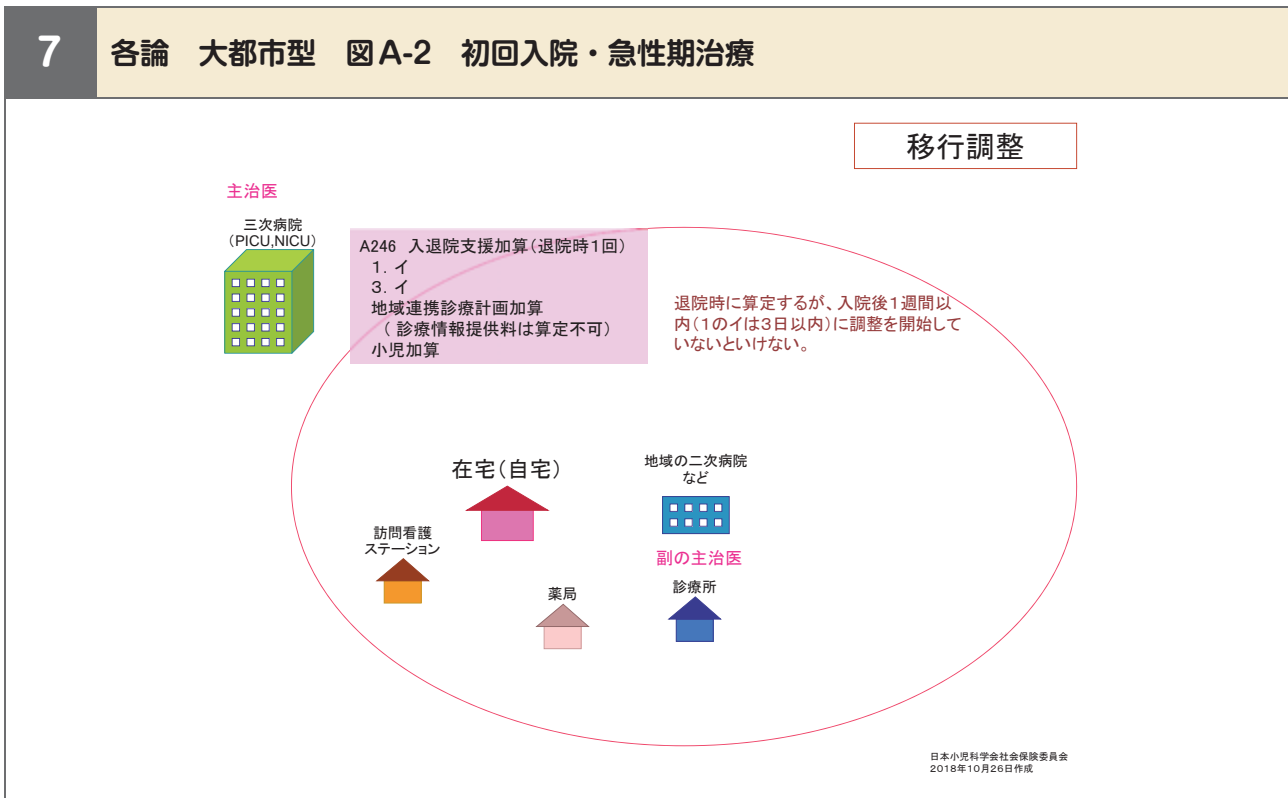 7 各論 大都市型 図A-2 初回入院・急性期治療
移行調整
主治医
三次病院
(PICU,NICU)
A246 入退院支援加算(退院時1回)
1. イ
3. イ
地域連携診療計画加算
( 診療情報提供料は算定不可)
小児加算
退院時に算定するが、入院後1週間以
内(1のイは3日以内)に調整を開始して
いないといけない。
在宅(自宅)
地域の二次病院
など
訪問看護
ステーション
副の主治医
薬局
診療所
日本小児科学会社会保険委員会
2018年10月26日作成